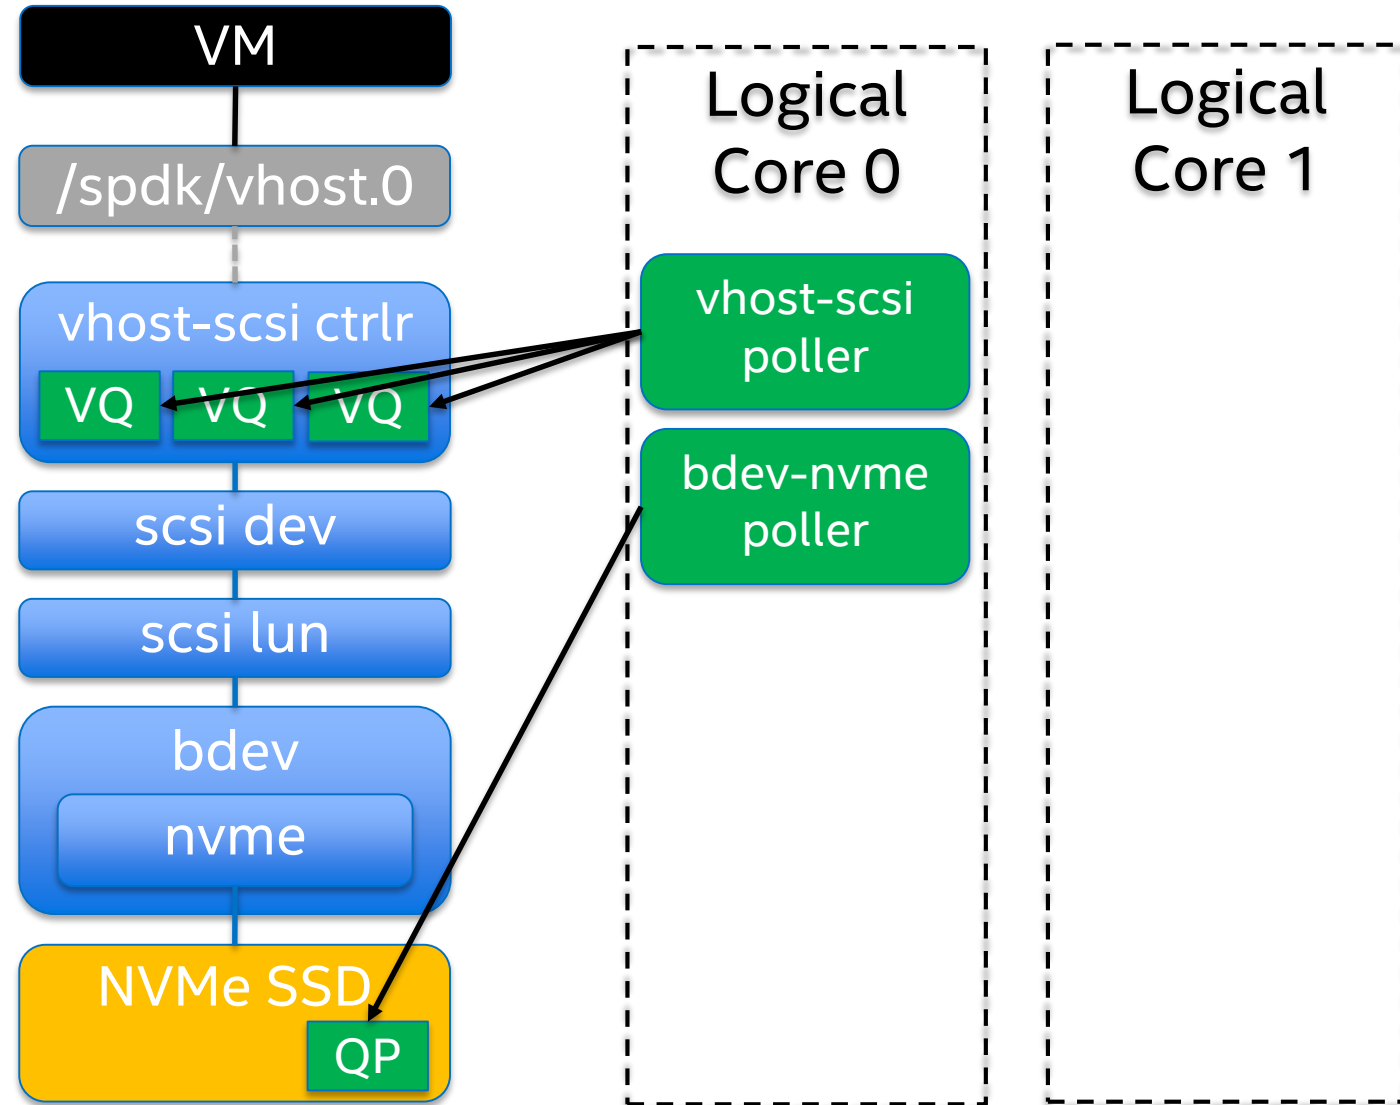 VM
/spdk/vhost.0
vhost-scsi ctrlr
VQ VQ VQ
scsi dev
scsi lun
bdev
nvme
NVMe SSD
QP
Logical
Core 0
vhost-scsi
poller
bdev-nvme
poller
Logical
Core 1